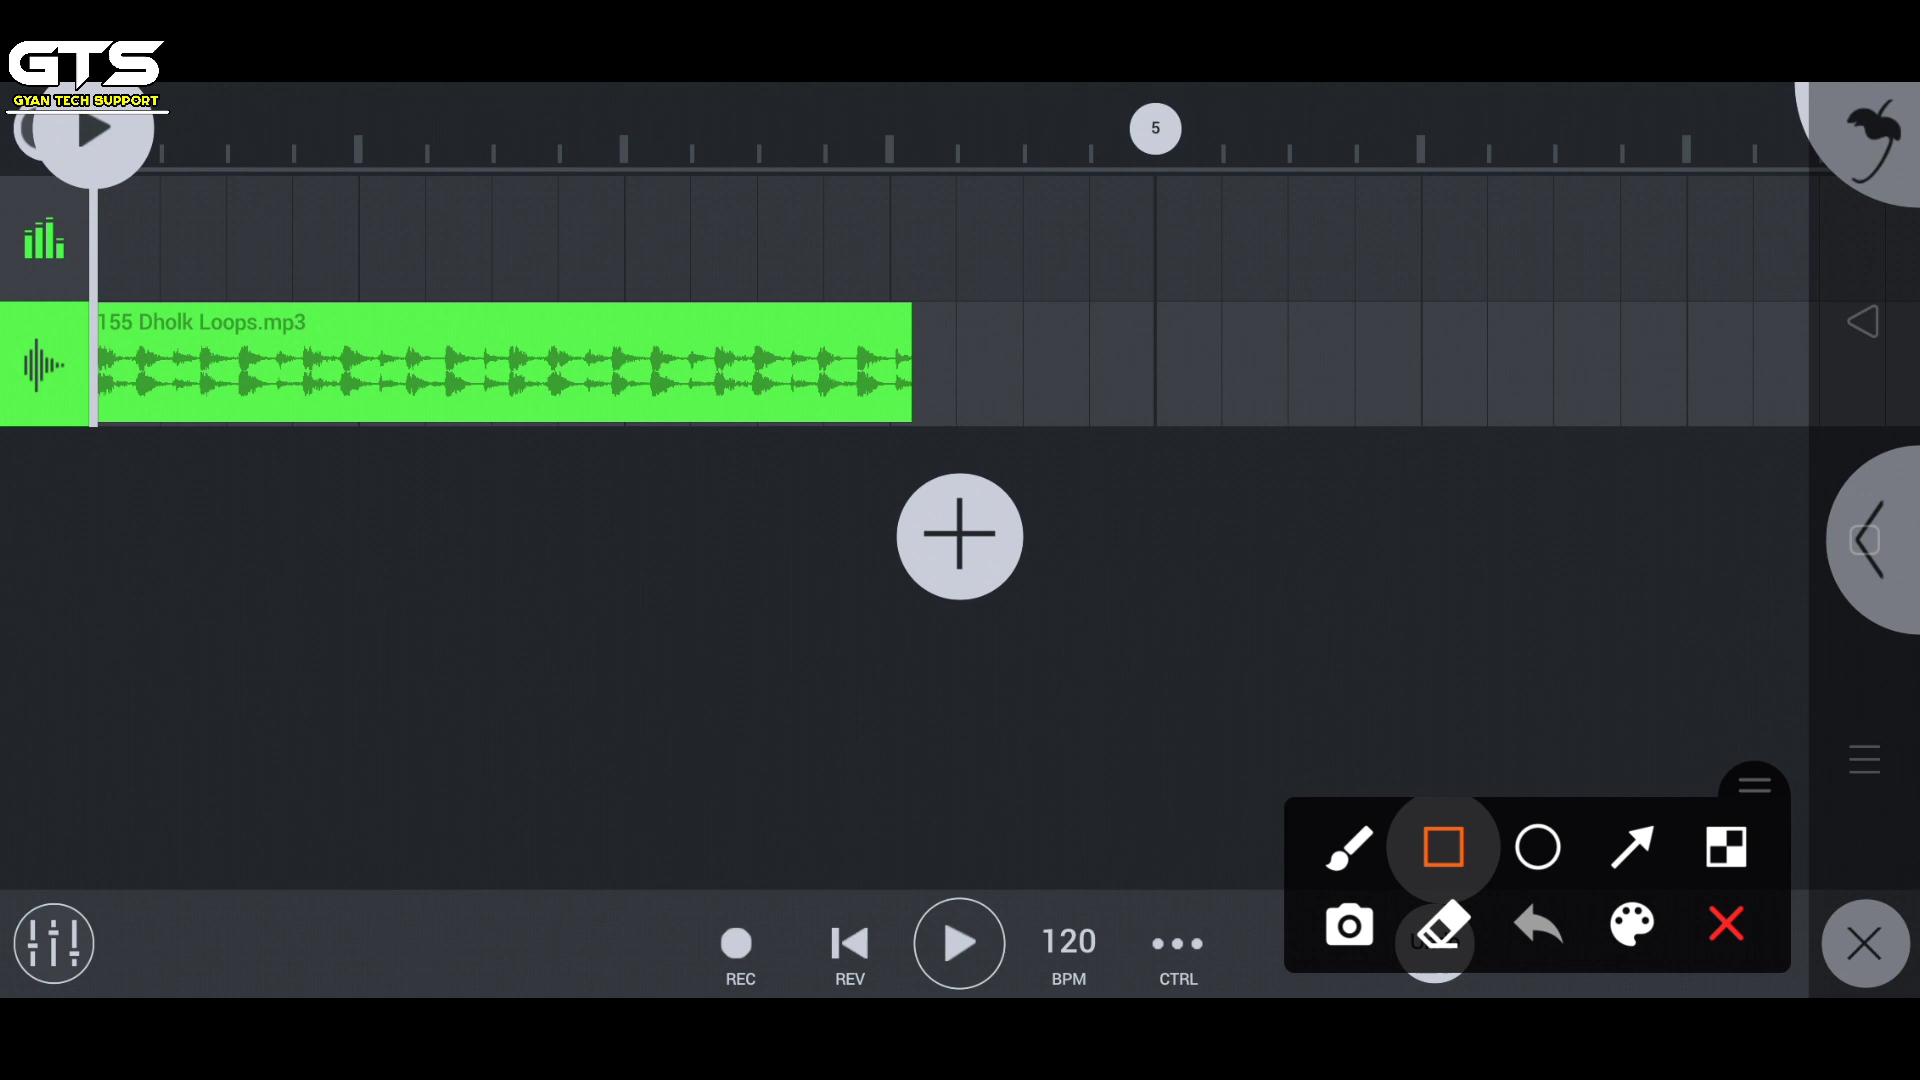 GTS
GYAN TECH SUPPORT
5
155 Dholk Loops.mp3
120
REC
REV
BPM
CTRL